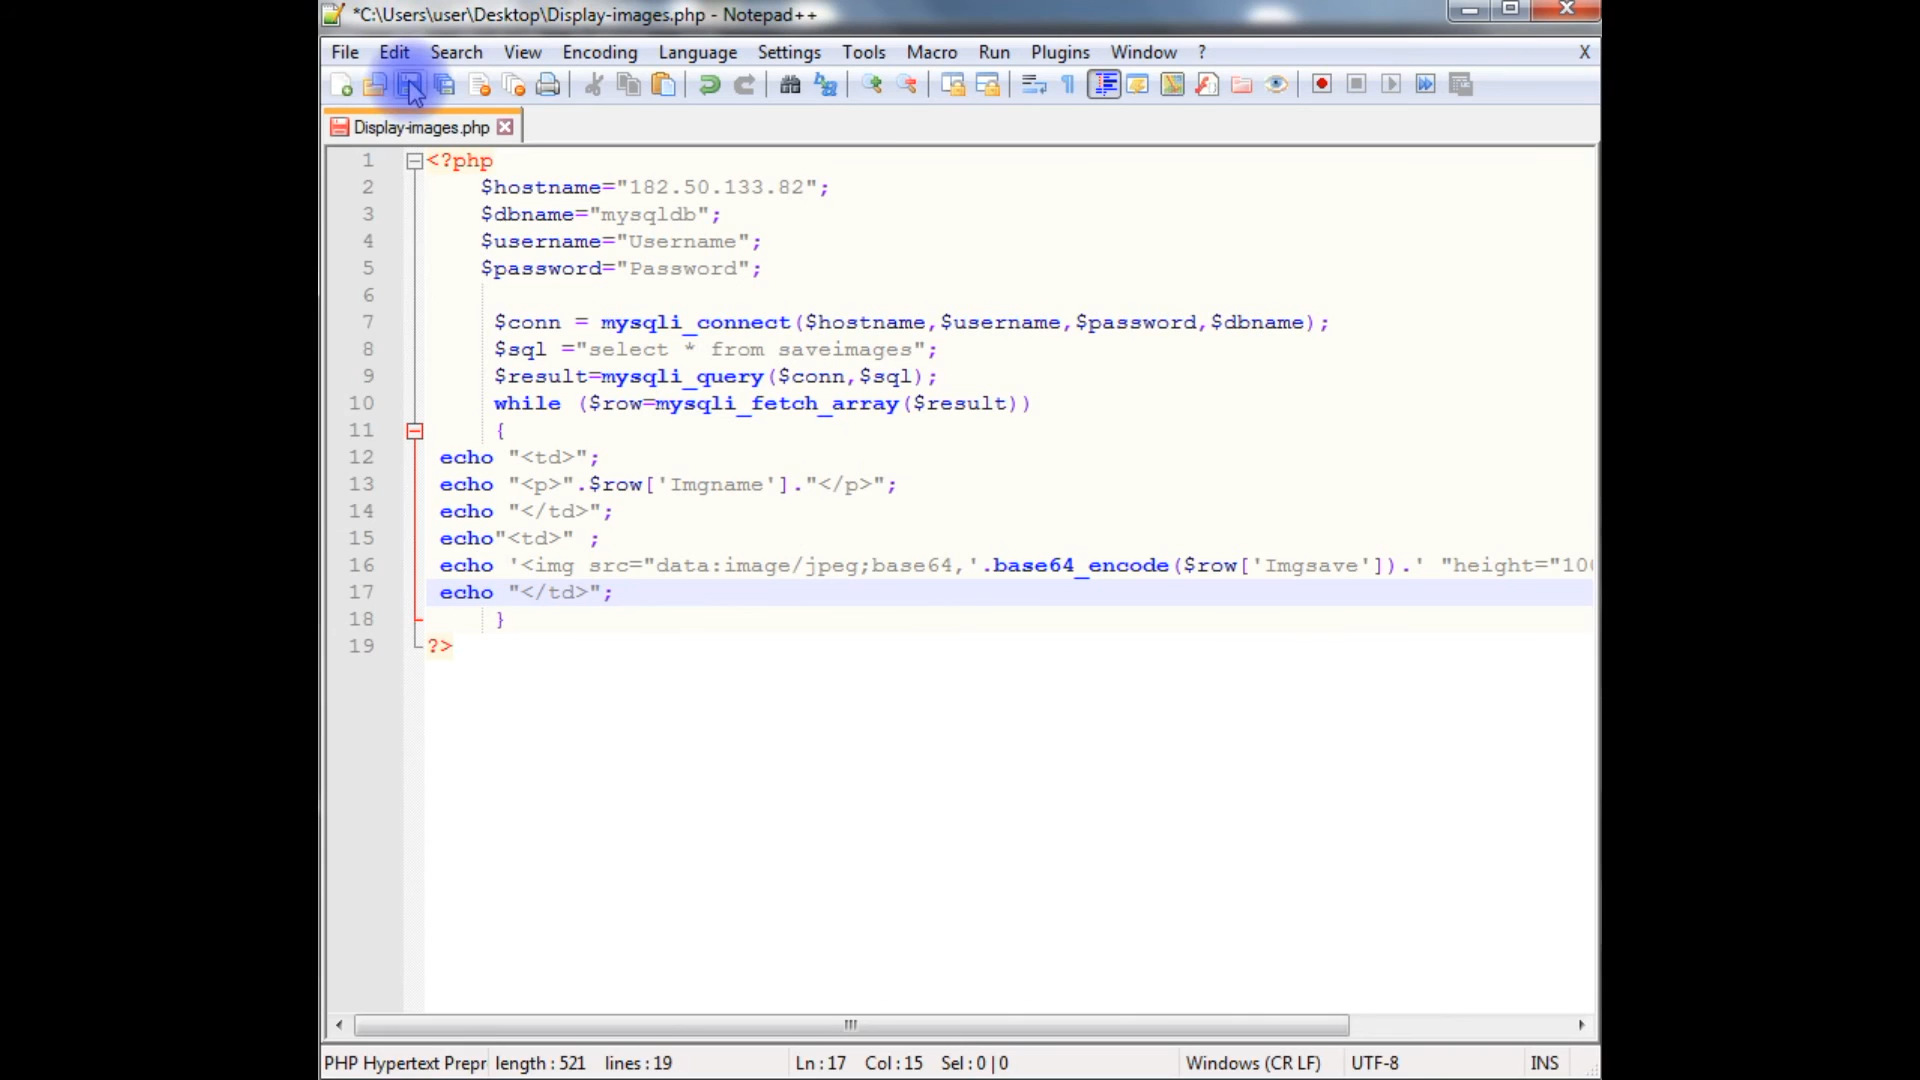 *C:\Users\user\Desktop\Display-images.php - Notepad++
File Edit Search View Encoding Language Settings Tools Macro Run Plugins Window ? X
Display-images.php
1 <?php
2 $hostname="182.50.133.82";
3 $dbname="mysqldb";
4 $username="Username";
5 $password="Password";
6
7 $conn = mysqli_connect($hostname,$username,$password,$dbname);
8 $sql ="select * from saveimages";
9 $result=mysqli_query($conn,$sql);
10 while ($row=mysqli_fetch_array($result))
11 {
12 echo "<td>";
13 echo "<p>".$row['Imgname']."</p>";
14 echo "</td>";
15 echo"<td>" ;
16 echo '<img src="data:image/jpeg;base64,'.base64_encode($row['Imgsave']).' "height="10
17 echo "</td>";
18 }
19 ?>
PHP Hypertext Prepr length : 521 lines : 19 Ln : 17 Col : 15 Sel : 0 | 0 Windows (CR LF) UTF-8 INS